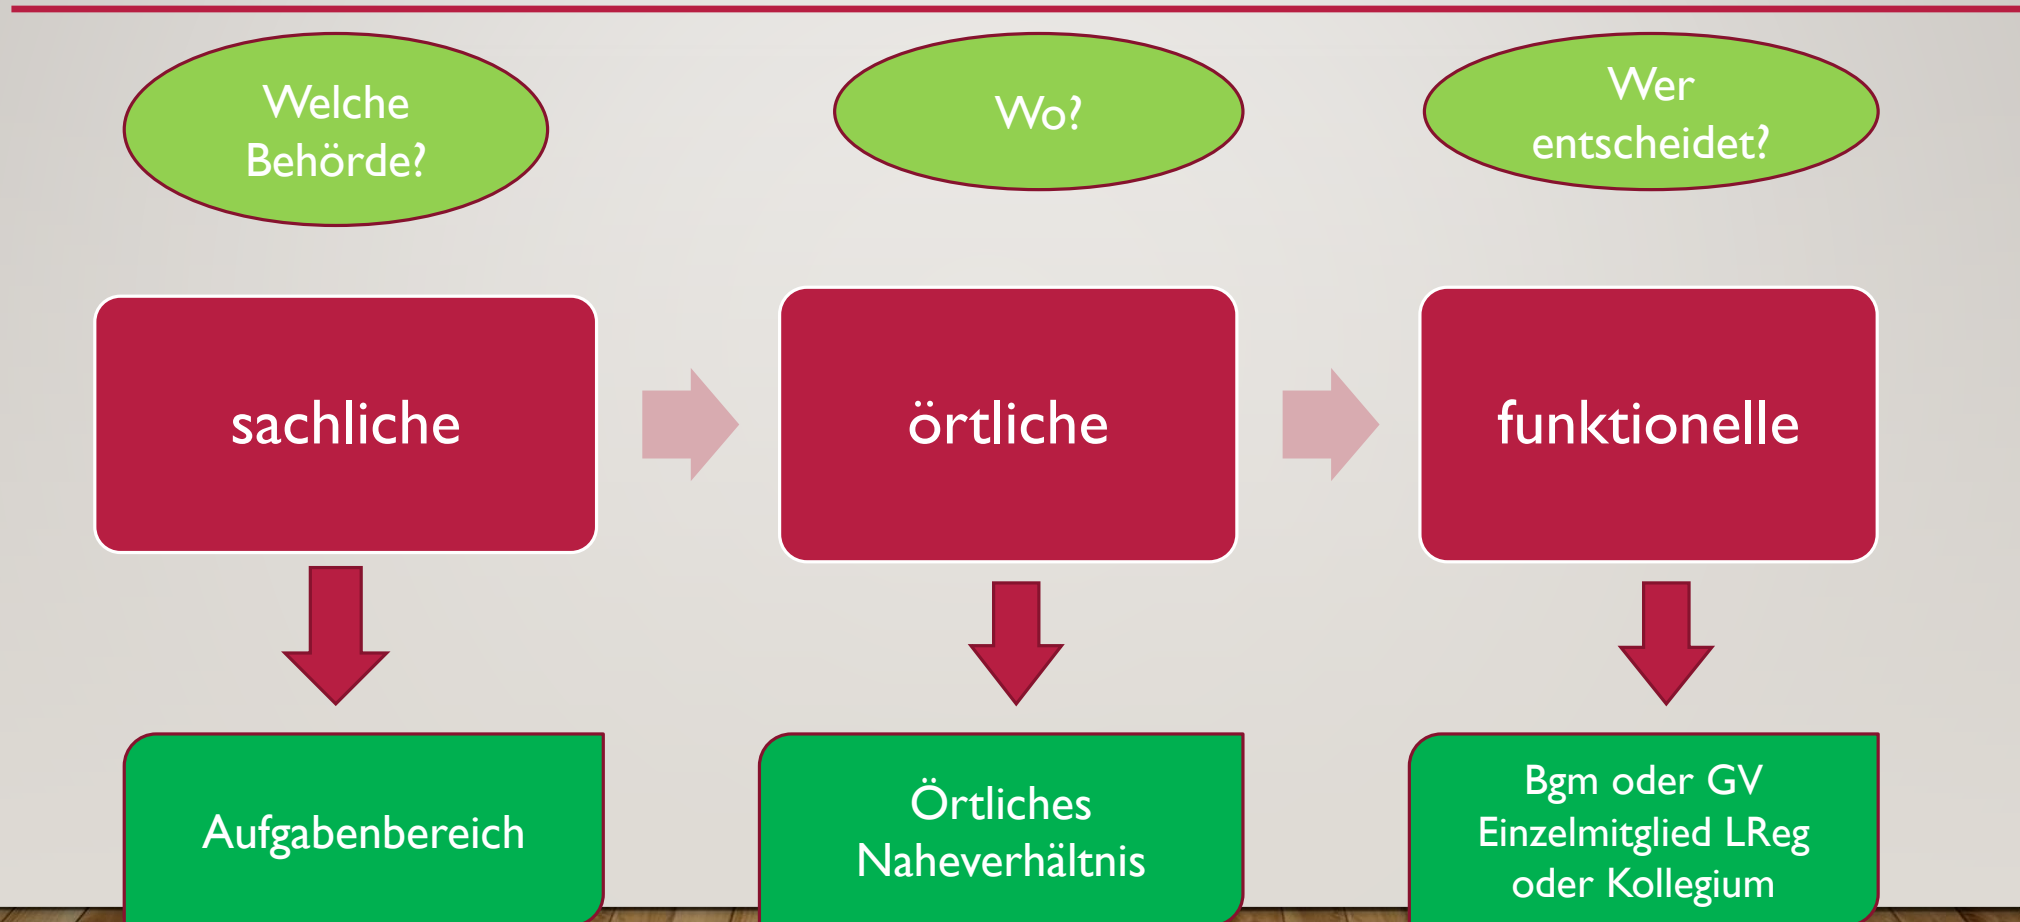 Welche
Behörde?
Wo?
Wer
entscheidet?
sachliche
örtliche
funktionelle
Aufgabenbereich
Örtliches
Naheverhältnis
Bgm oder GV
Einzelmitglied LReg
oder Kollegium